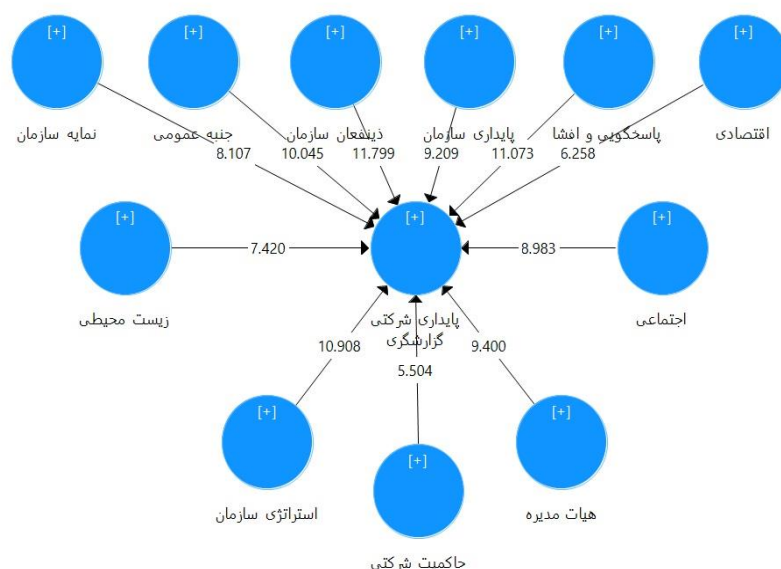 [+] [+] [+] [+] [+] [+]
نمایه سازمان جنبه عمومی ذینفعان سازمان پایداری سازمان پاسخگویی و افشا اقتصادی
8.107 10.045 11.799 9.209 11.073 6.258
[+] [+] [+]
7.420 8.983
زیست محیطی پایداری شرکتی اجتماعی
گزارشگری
10.908 5.504 9.400
[+] [+] [+]
استراتژی سازمان هیات مدیره
حاکمیت شرکتی